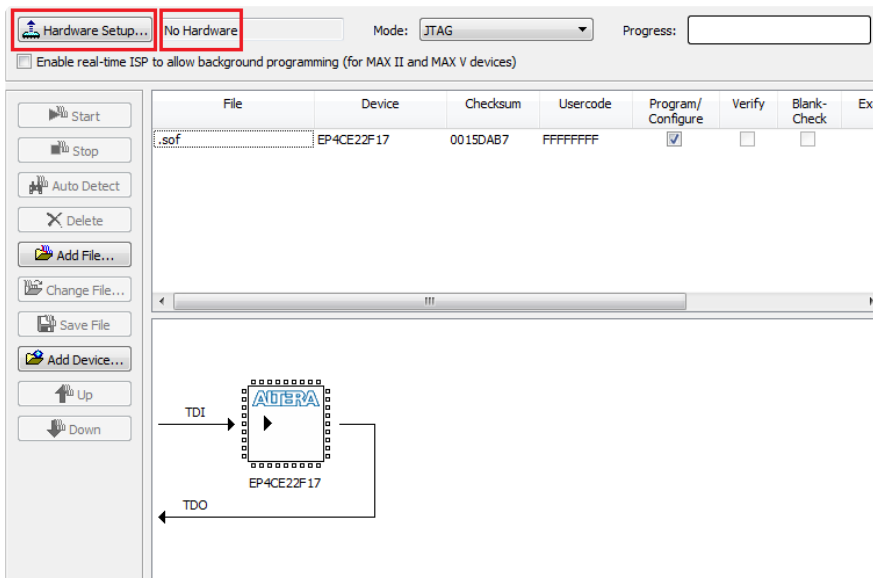 Hardware Setup... No Hardware Mode: JTAG Progress:
Enable real-time ISP to allow background programming (for MAX II and MAX V devices)
Start
Stop
Auto Detect
Delete
Add File...
Change File...
Save File
Add Device...
Up
Down
File Device Checksum Usercode Program/ Verify Blank- Ex
Configure Check
.sof EP4CE22F17 0015DAB7 FFFFFFFF
TDI
ALTERA
EP4CE22F17
TDO